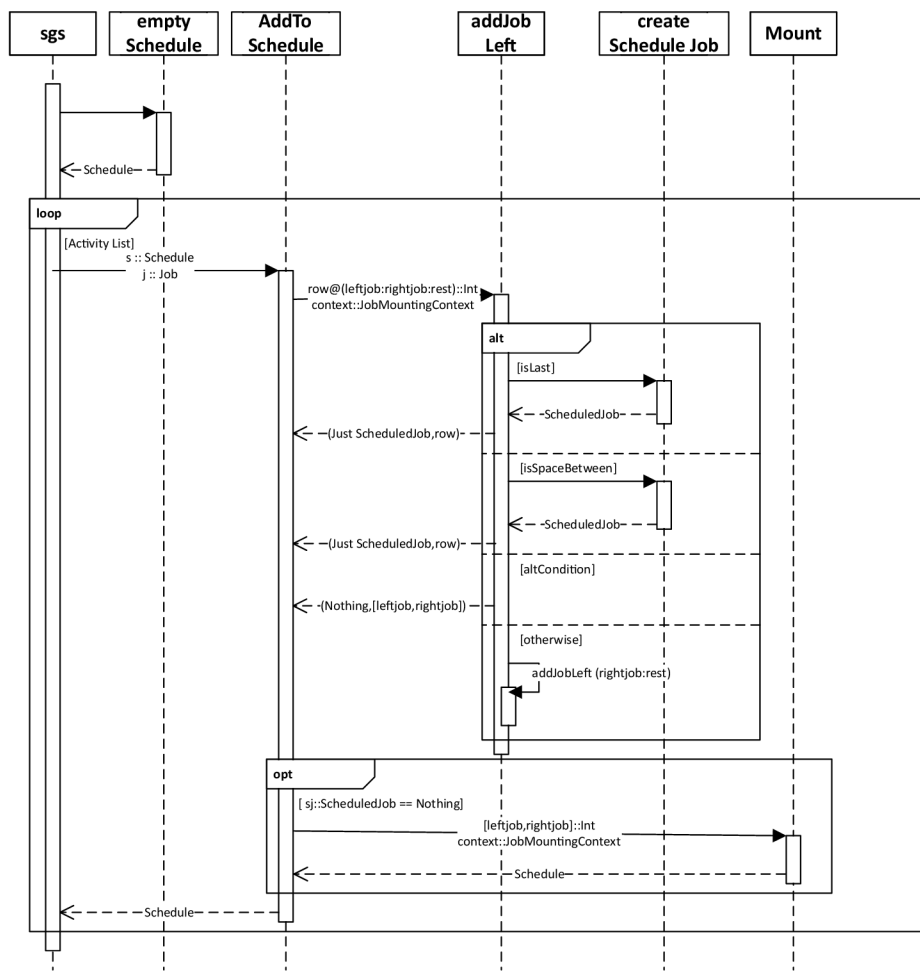 sgs
empty
Schedule
AddTo
Schedule
addJob
Left
create
Schedule Job
Mount
Schedule
loop
[Activity List]
s :: Schedule
j :: Job
row@(leftjob:rightjob:rest)::Int
context::JobMountingContext
alt
[isLast]
ScheduledJob
(Just ScheduledJob,row)
[isSpaceBetween]
ScheduledJob
(Just ScheduledJob,row)
[altCondition]
(Nothing,[leftjob,rightjob])
[otherwise]
addJobLeft (rightjob:rest)
opt
[ sj::ScheduledJob == Nothing]
[leftjob,rightjob]::Int
context::JobMountingContext
Schedule
Schedule